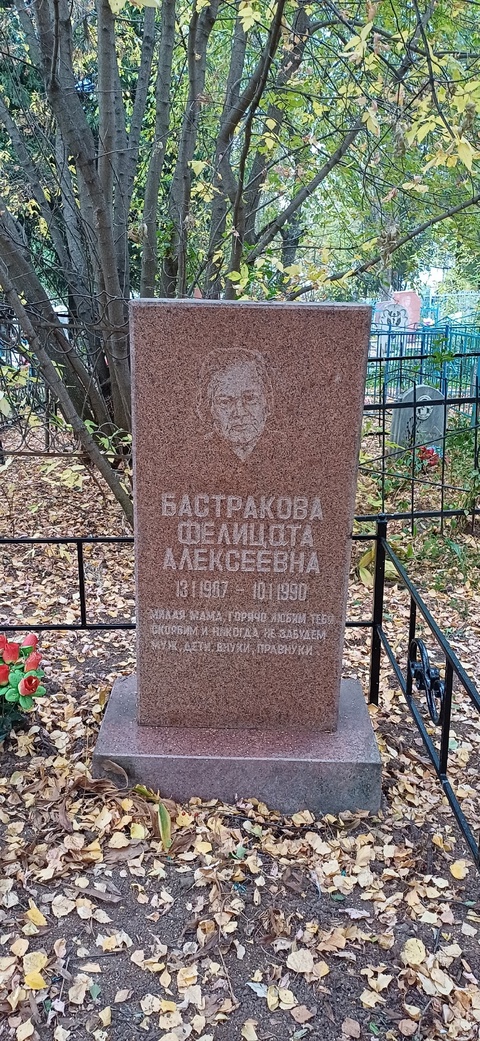 БАСТРАКОВА
ФЕЛИЦАТА
АЛЕКСЕЕВНА
13 I 1907 – 10 I 1990
МИЛАЯ МАМА, ГОРЯЧО ЛЮБИМ ТЕБЯ
СКОРБИМ И НИКОГДА НЕ ЗАБУДЕМ
МУЖ, ДЕТИ, ВНУКИ, ПРАВНУКИ